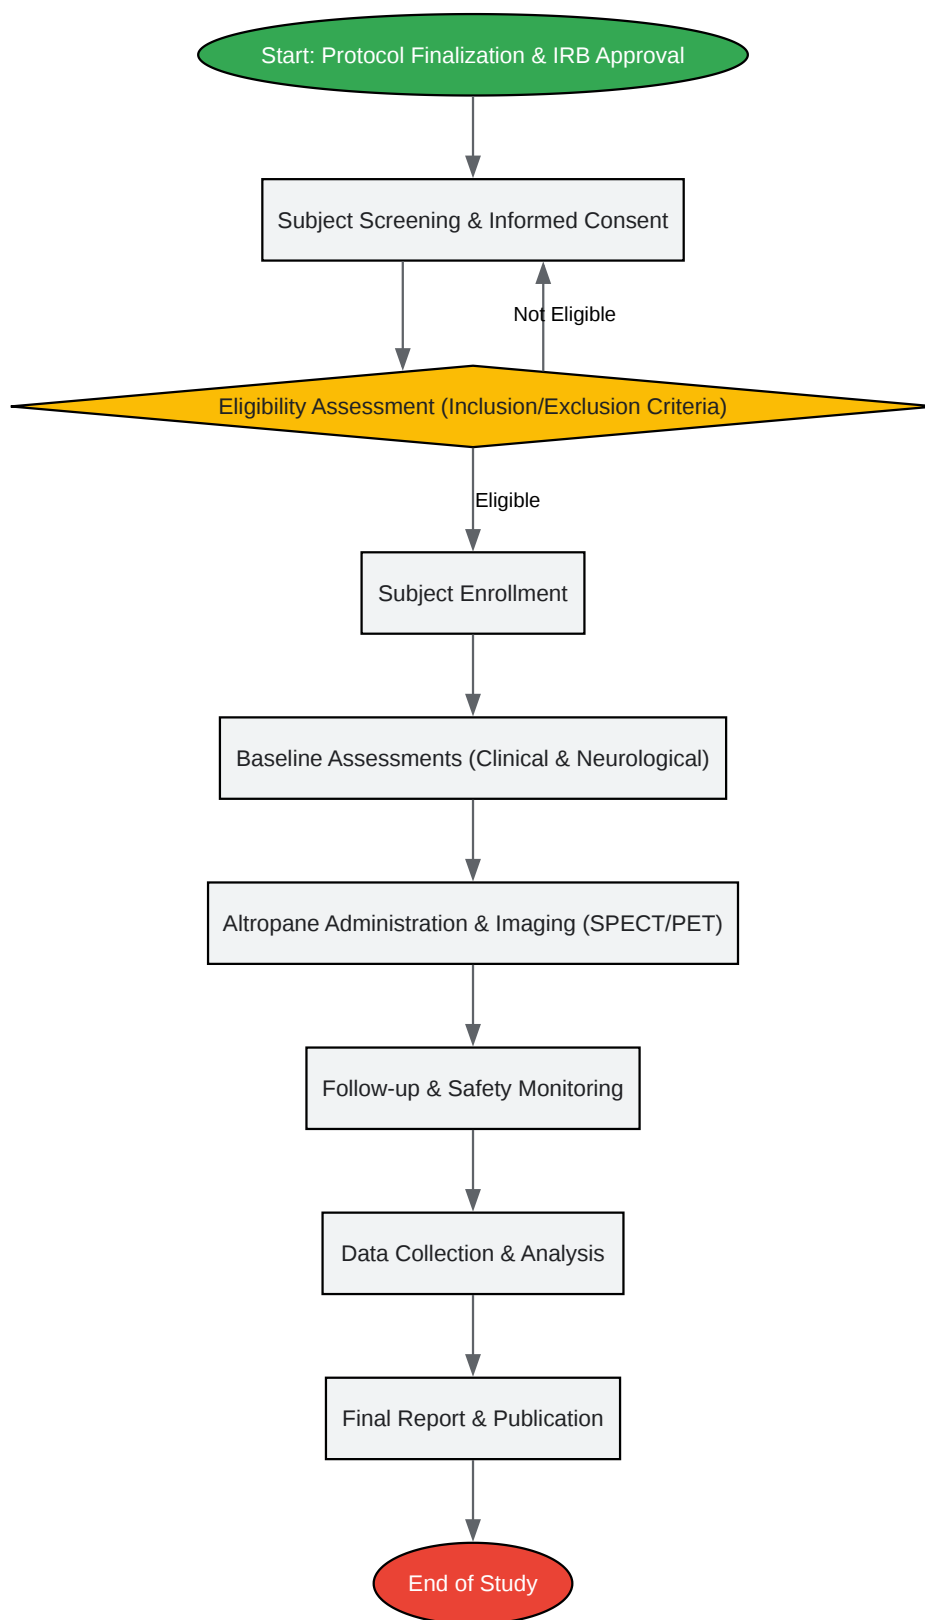 Start: Protocol Finalization & IRB Approval
Subject Screening & Informed Consent
Not Eligible
Eligibility Assessment (Inclusion/Exclusion Criteria)
Eligible
Subject Enrollment
Baseline Assessments (Clinical & Neurological)
Altropane Administration & Imaging (SPECT/PET)
Follow-up & Safety Monitoring
Data Collection & Analysis
Final Report & Publication
End of Study